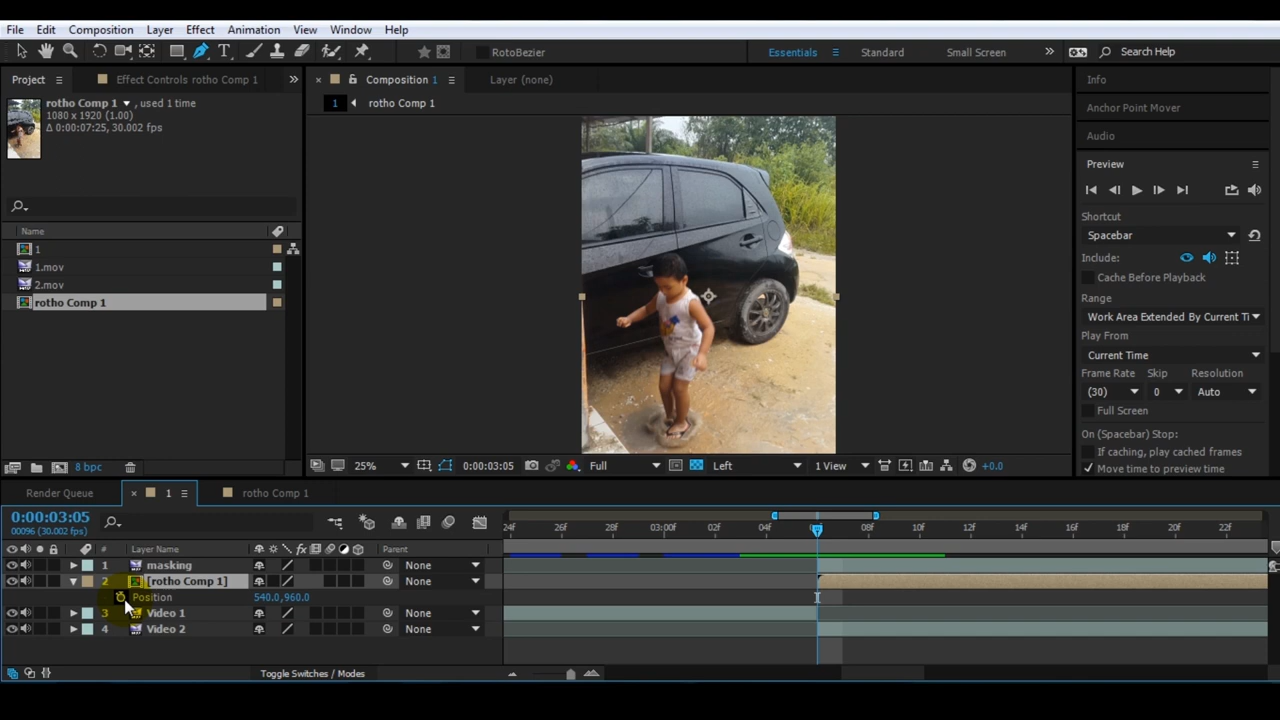 File Edit Composition Layer Effect Animation View Window Help
RotoBezier Essentials Standard Small Screen Search Help
Project Effect Controls rotho Comp 1
rotho Comp 1 , used 1 time
1080 x 1920 (1.00)
Δ 0:00:07:25, 30.002 fps
Name
1
1.mov
2.mov
rotho Comp 1
8 bpc
Composition 1 Layer (none)
1 rotho Comp 1
25% 0:00:03:05 Full Left 1 View +0.0
Info
Anchor Point Mover
Audio
Preview
Shortcut
Spacebar
Include:
Cache Before Playback
Range
Work Area Extended By Current Ti
Play From
Current Time
Frame Rate Skip Resolution
(30) 0 Auto
Full Screen
On (Spacebar) Stop:
If caching, play cached frames
Move time to preview time
Render Queue 1 rotho Comp 1
0:00:03:05
00096 (30.002 fps)
24f 26f 28f 03:00f 02f 04f 08f 10f 12f 14f 16f 18f 20f 22f
# Layer Name fx Parent
1 masking None
2 [rotho Comp 1] None
Position 540.0,960.0
3 Video 1 None
4 Video 2 None
Toggle Switches / Modes